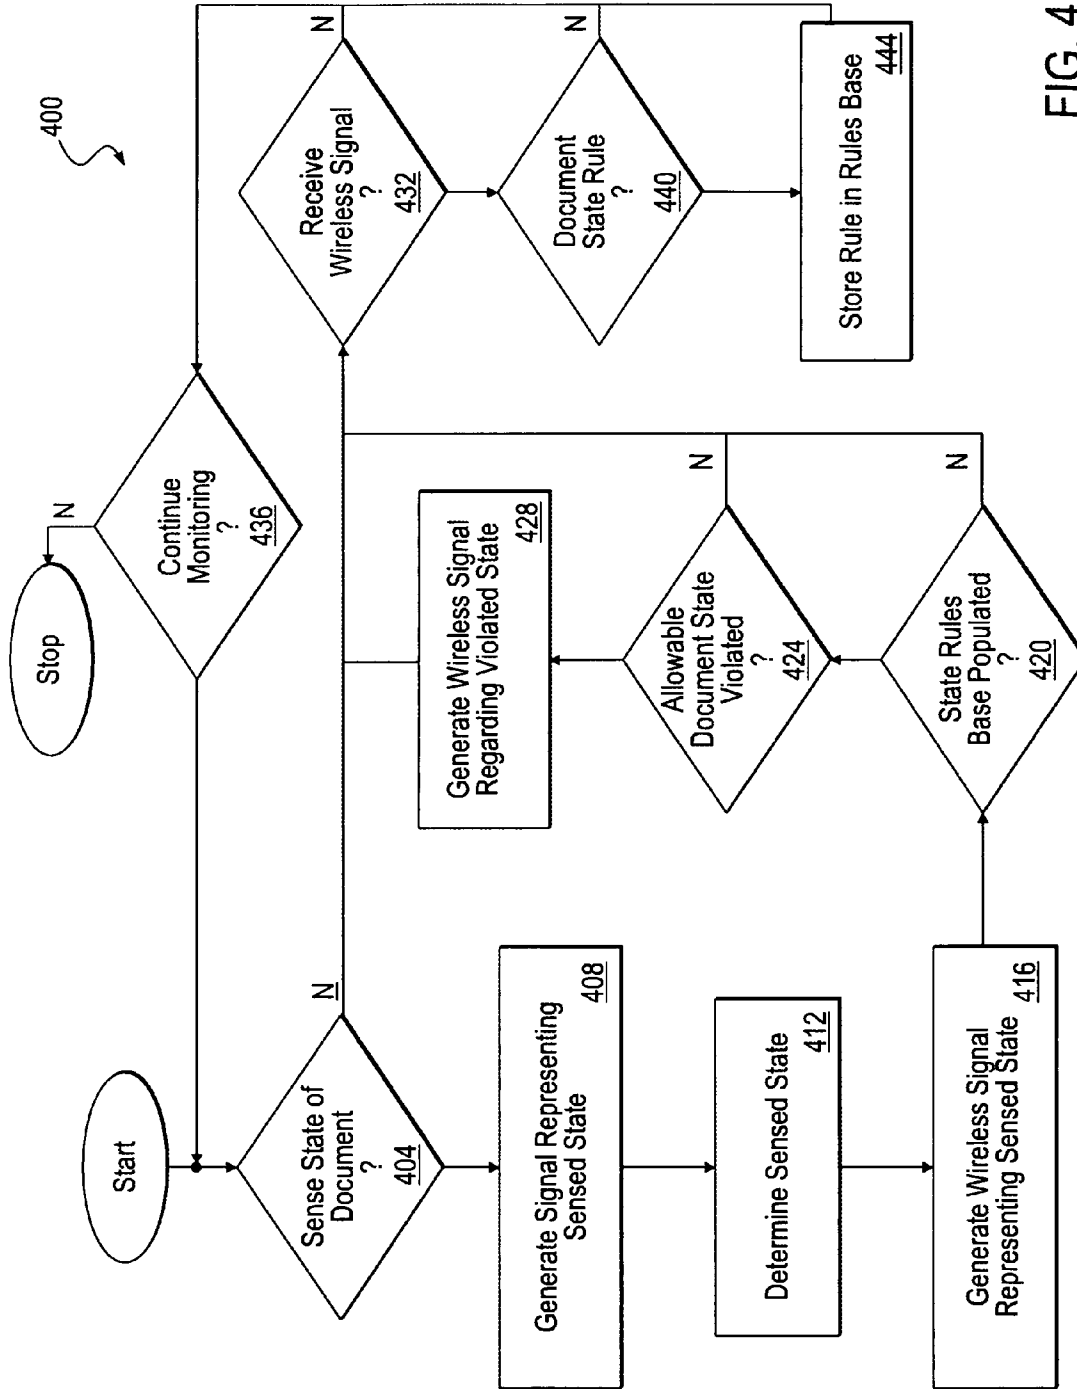 400
Start
Sense State of
Document
?
404
N
Generate Signal Representing
Sensed State
408
Determine Sensed State
412
Generate Wireless Signal
Representing Sensed State
416
Stop
N
Continue
Monitoring
?
436
Generate Wireless Signal
Regarding Violated State
428
Allowable
Document State
Violated
?
424
N
State Rules
Base Populated
?
420
N
Receive
Wireless Signal
?
432
N
Document
State Rule
?
440
N
Store Rule in Rules Base
444
FIG. 4